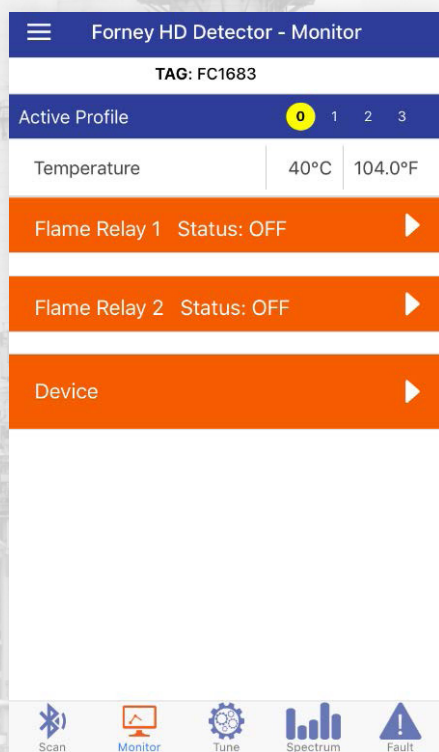 Forney HD Detector - Monitor
TAG: FC1683
Active Profile 0 1 2 3
Temperature 40°C 104.0°F
Flame Relay 1 Status: OFF
Flame Relay 2 Status: OFF
Device
Scan Monitor Tune Spectrum Fault